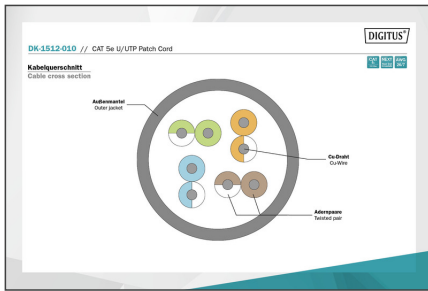 DIGITUS®
DK-1512-010 // CAT 5e U/UTP Patch Cord
Kabelquerschnitt
Cable cross section
Außenmantel
Outer jacket
Cu-Draht
Cu-Wire
Adernpaare
Twisted pair